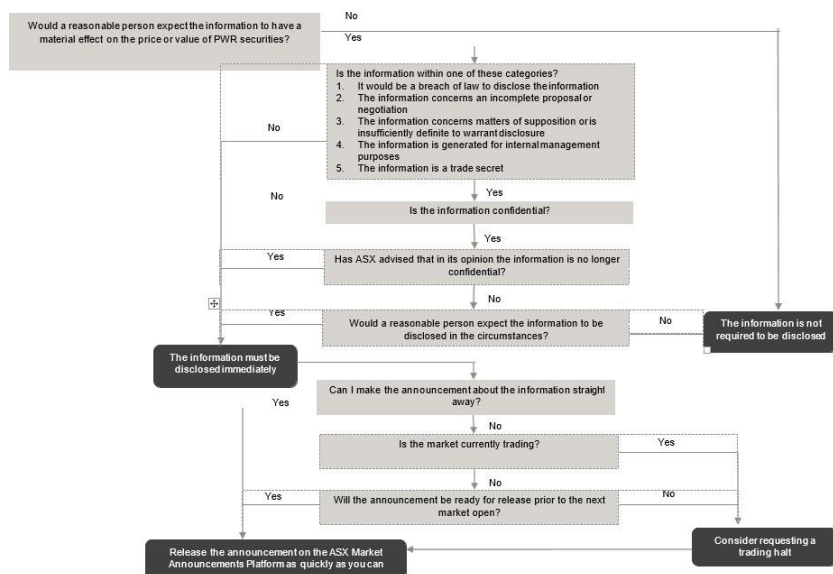 No
Would a reasonable person expect the information to have a
material effect on the price or value of PWR securities?
Yes
Is the information within one of these categories?
1. It would be a breach of law to disclose the information
2. The information concerns an incomplete proposal or
negotiation
3. The information concerns matters of supposition or is
insufficiently definite to warrant disclosure
4. The information is generated for internal management
purposes
5. The information is a trade secret
No
Yes
No
Is the information confidential?
Yes
Yes
Has ASX advised that in its opinion the information is no longer
confidential?
No
Yes
Would a reasonable person expect the information to be
disclosed in the circumstances?
No
The information is not
required to be disclosed
The information must be
disclosed immediately
Can I make the announcement about the information straight
away?
Yes
No
Is the market currently trading?
Yes
No
Yes
Will the announcement be ready for release prior to the next
market open?
No
Release the announcement on the ASX Market
Announcements Platform as quickly as you can
Consider requesting a
trading halt